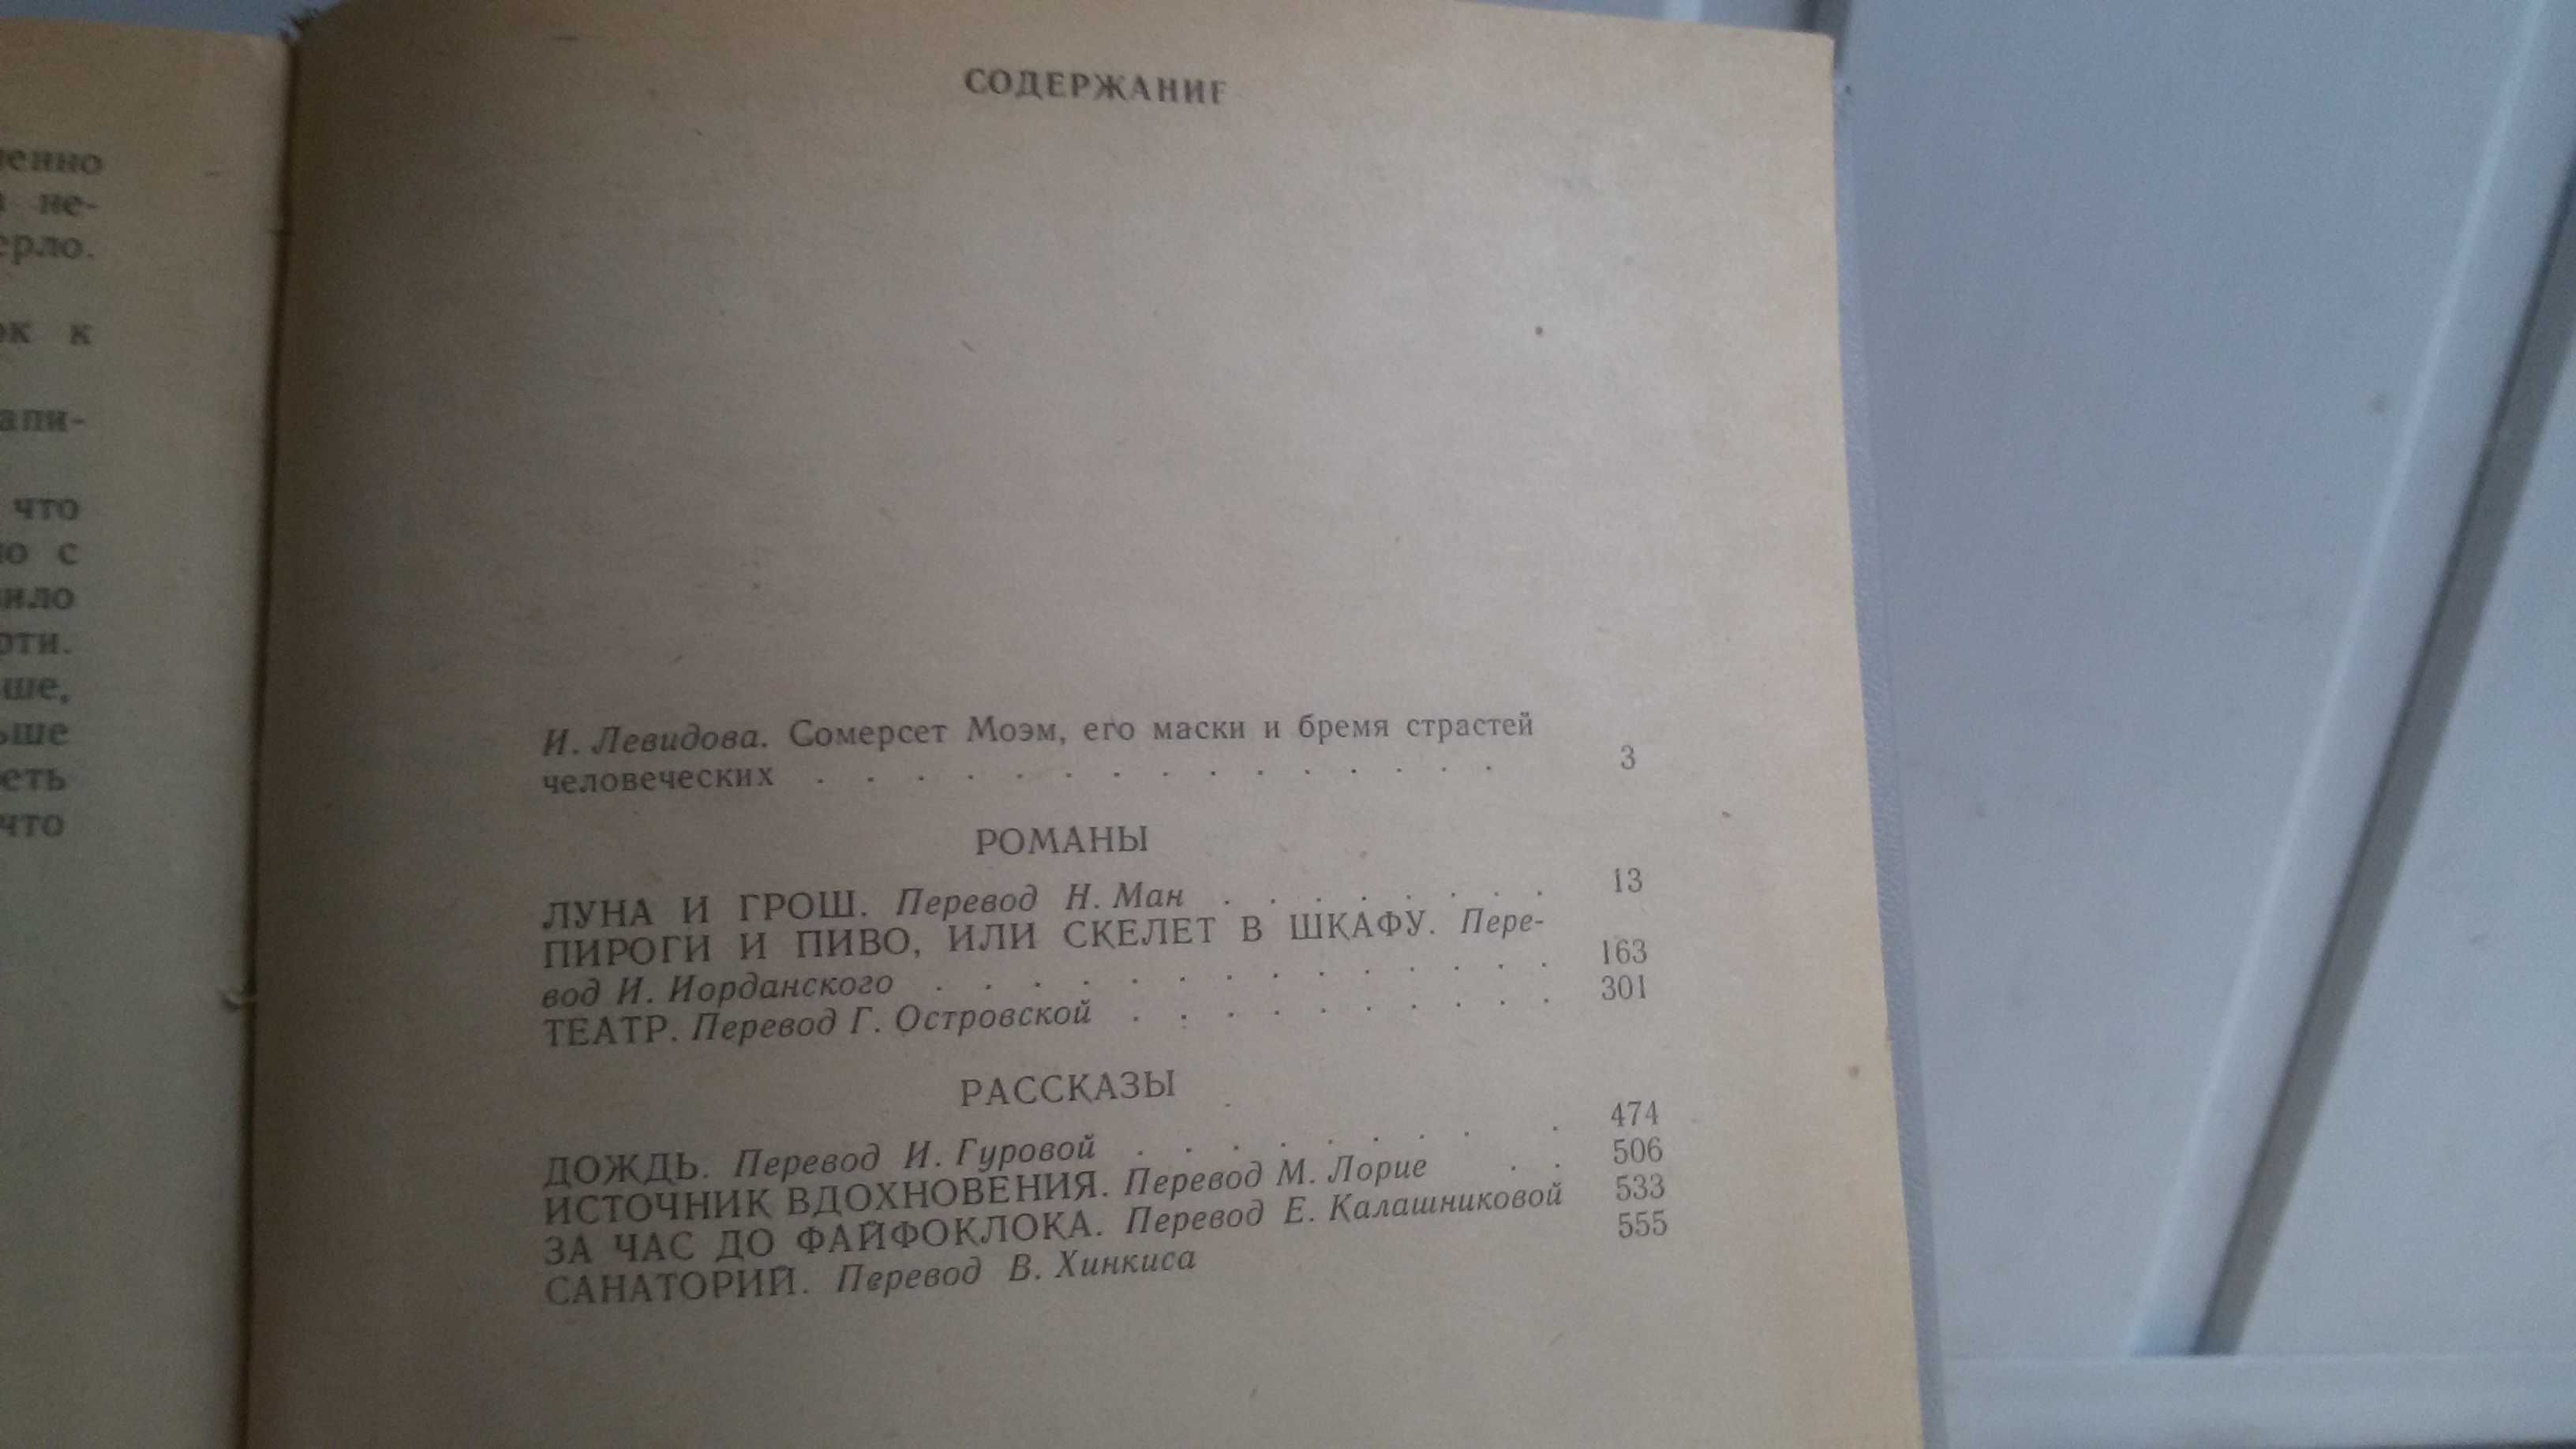 не-
к
что
с
СОДЕРЖАНИЕ
И. Левидова. Сомерсет Моэм, его маски и бремя страстей
человеческих . . . . . . . . . . . . . . . 3
РОМАНЫ
ЛУНА И ГРОШ. Перевод Н. Ман . . . . . . . . 13
ПИРОГИ И ПИВО, ИЛИ СКЕЛЕТ В ШКАФУ. Пере-
вод И. Иорданского . . . . . . . . . . . . . 163
ТЕАТР. Перевод Г. Островской . . . . . . . . . 301
РАССКАЗЫ
ДОЖДЬ. Перевод И. Гуровой . . . . . . . . . 474
ИСТОЧНИК ВДОХНОВЕНИЯ. Перевод М. Лорие . . 506
ЗА ЧАС ДО ФАЙФОКЛОКА. Перевод Е. Калашниковой 533
САНАТОРИЙ. Перевод В. Хинкиса 555